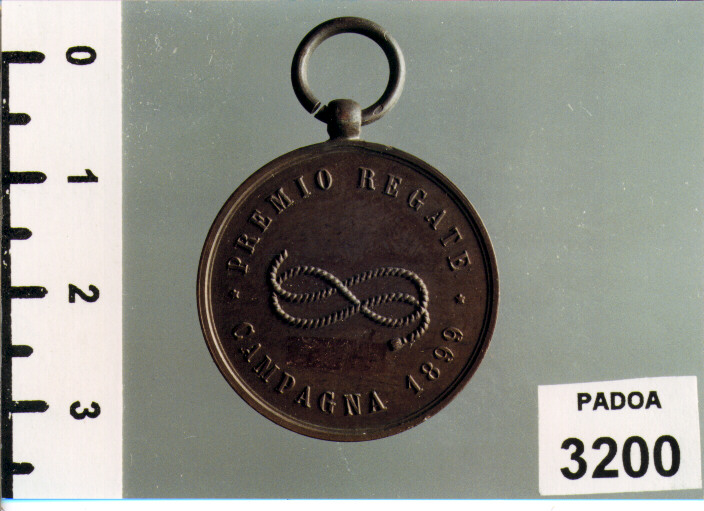 PREMIO REGATE
* CAMPAGNA 1899 *
0
1
2
3
PADOA
3200